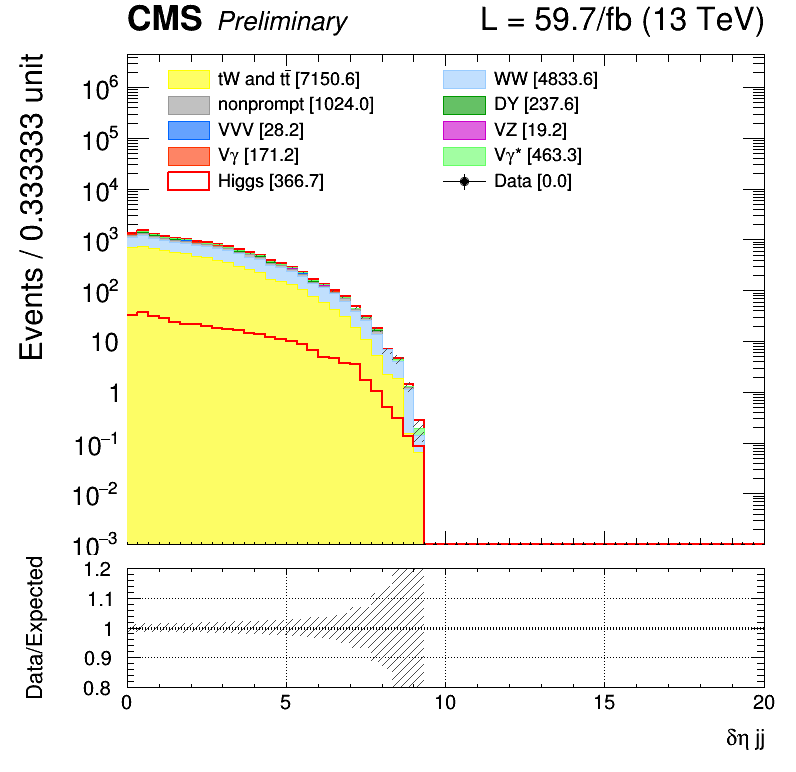 CMS Preliminary L = 59.7/fb (13 TeV)
Events / 0.333333 unit
tW and tt̄ [7150.6] WW [4833.6]
nonprompt [1024.0] DY [237.6]
VVV [28.2] VZ [19.2]
Vγ [171.2] Vγ* [463.3]
Higgs [366.7] Data [0.0]
10⁶
10⁵
10⁴
10³
10²
10
1
10⁻¹
10⁻²
10⁻³
Data/Expected
1.2
1.1
1
0.9
0.8
0 5 10 15 20
δη jj